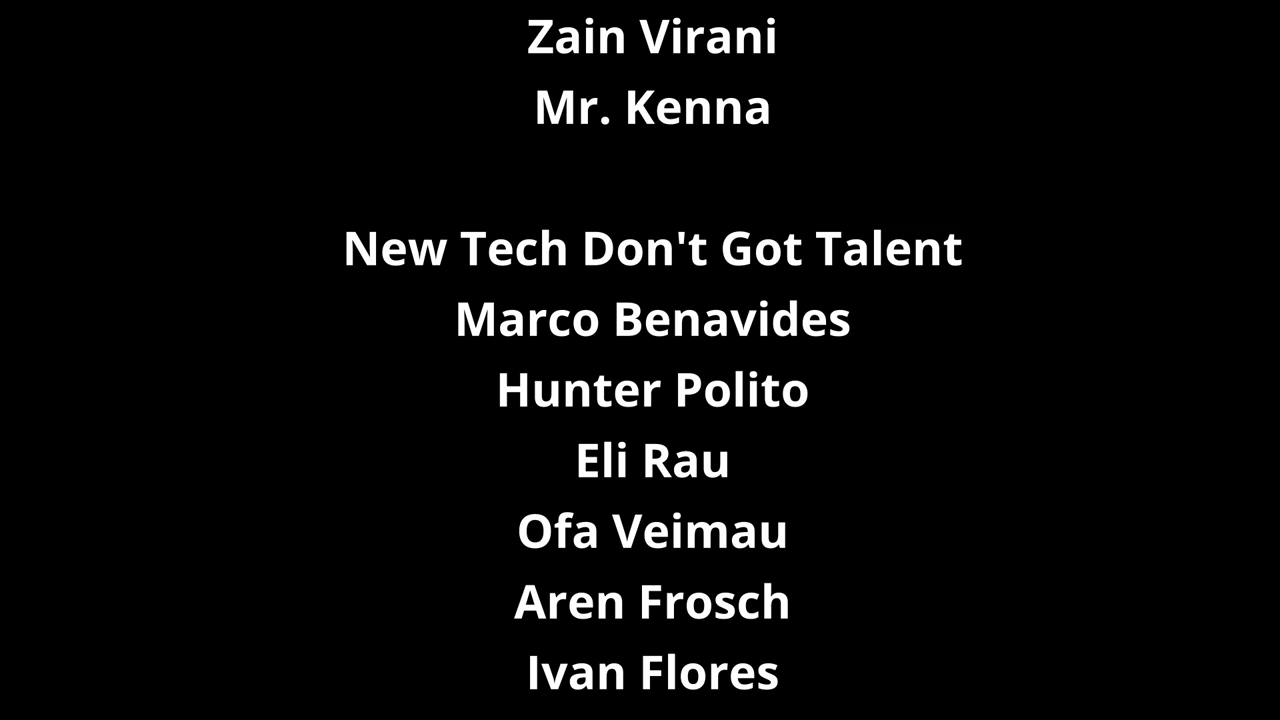 Zain Virani
Mr. Kenna
New Tech Don't Got Talent
Marco Benavides
Hunter Polito
Eli Rau
Ofa Veimau
Aren Frosch
Ivan Flores